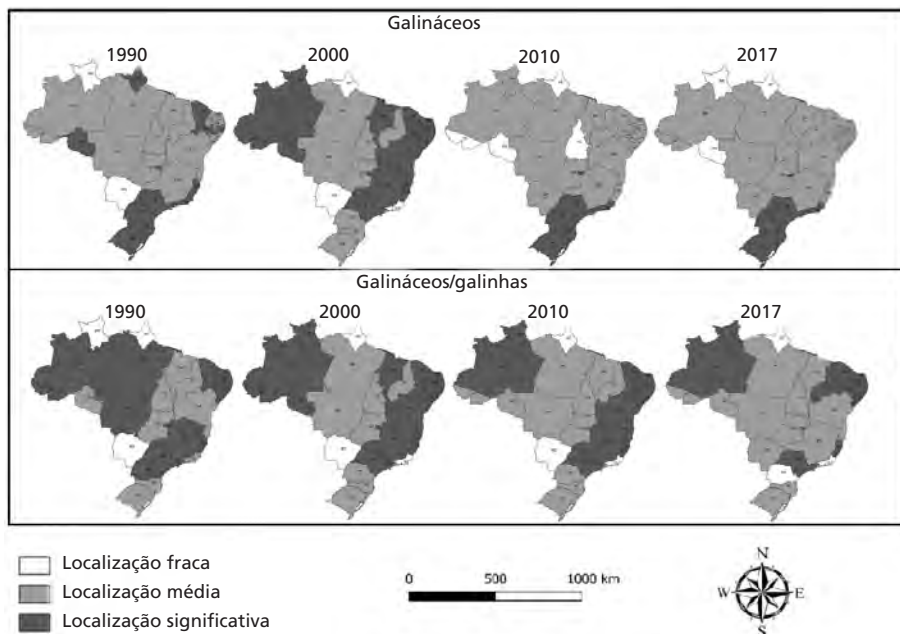 Galináceos
1990 2000 2010 2017
Galináceos/galinhas
1990 2000 2010 2017
Localização fraca
Localização média
Localização significativa
0 500 1000 km
N
W E
S